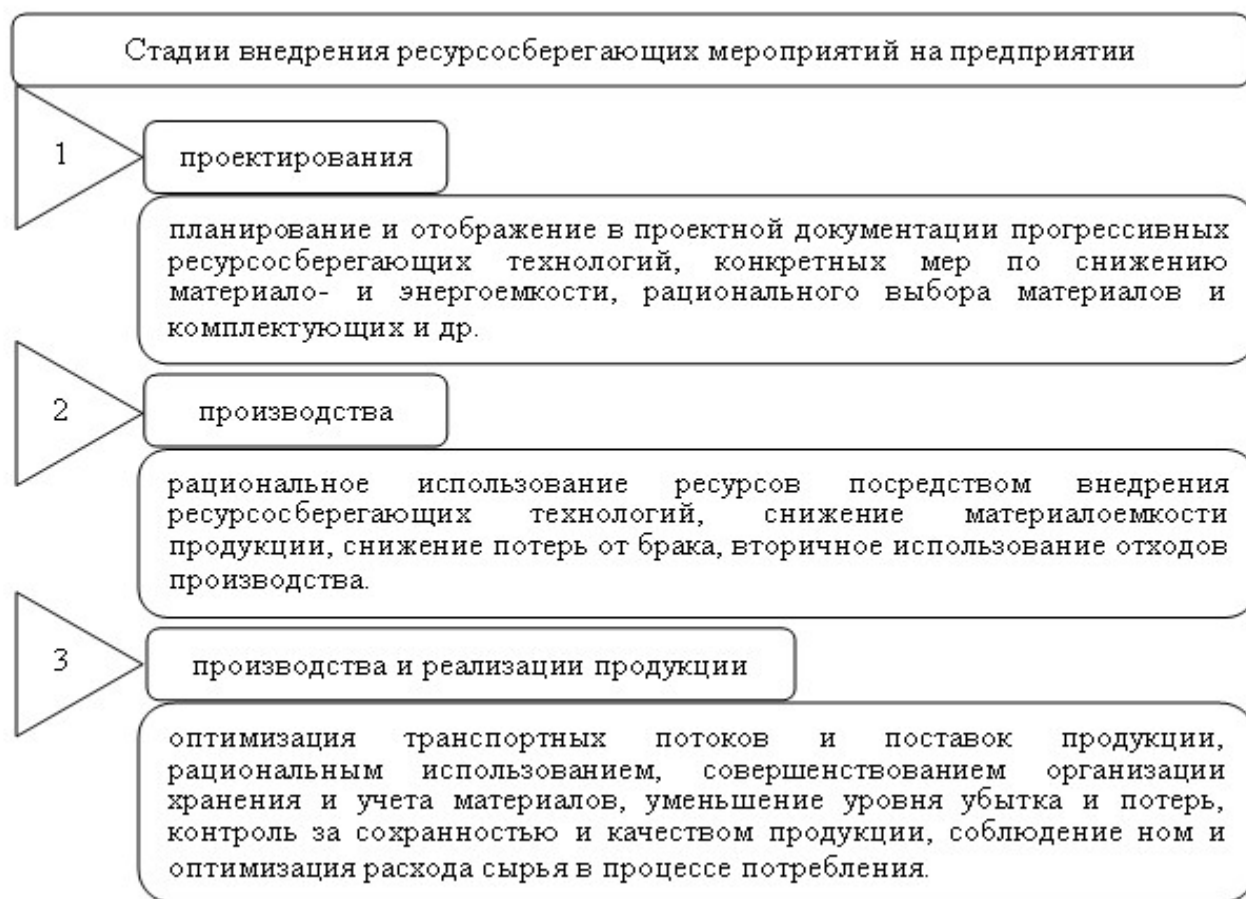 Стадии внедрения ресурсосберегающих мероприятий на предприятии
1
проектирования
планирование и отображение в проектной документации прогрессивных
ресурсосберегающих технологий, конкретных мер по снижению
материало- и энергоемкости, рационального выбора материалов и
комплектующих и др.
2
производства
рациональное использование ресурсов посредством внедрения
ресурсосберегающих технологий, снижение материалоемкости
продукции, снижение потерь от брака, вторичное использование отходов
производства.
3
производства и реализации продукции
оптимизация транспортных потоков и поставок продукции,
рациональным использованием, совершенствованием организации
хранения и учета материалов, уменьшение уровня убытка и потерь,
контроль за сохранностью и качеством продукции, соблюдение ном и
оптимизация расхода сырья в процессе потребления.